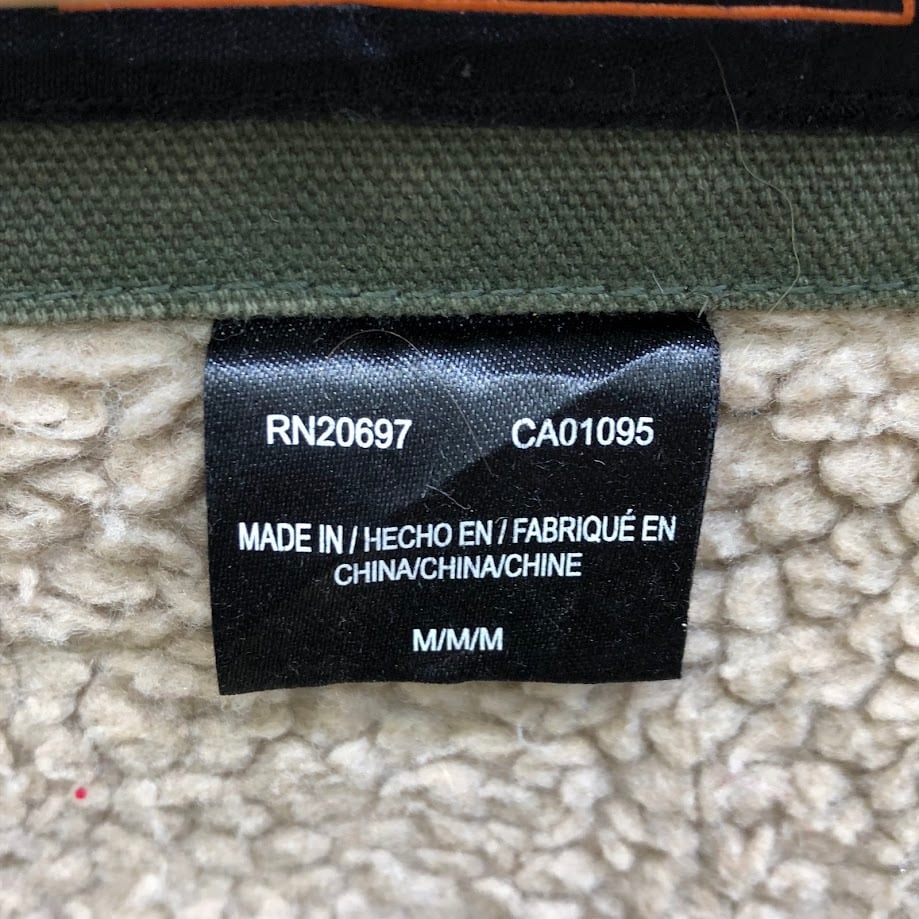 RN20697 CA01095
MADE IN / HECHO EN / FABRIQUÉ EN
CHINA/CHINA/CHINE
M/M/M